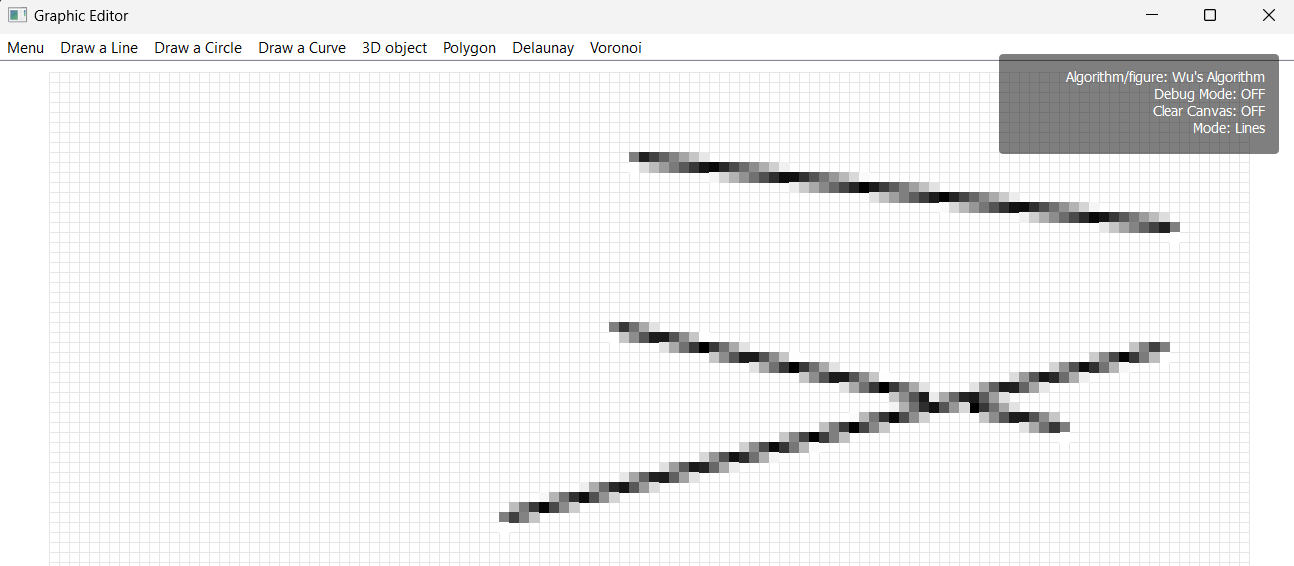 Graphic Editor
Menu Draw a Line Draw a Circle Draw a Curve 3D object Polygon Delaunay Voronoi
Algorithm/figure: Wu's Algorithm
Debug Mode: OFF
Clear Canvas: OFF
Mode: Lines